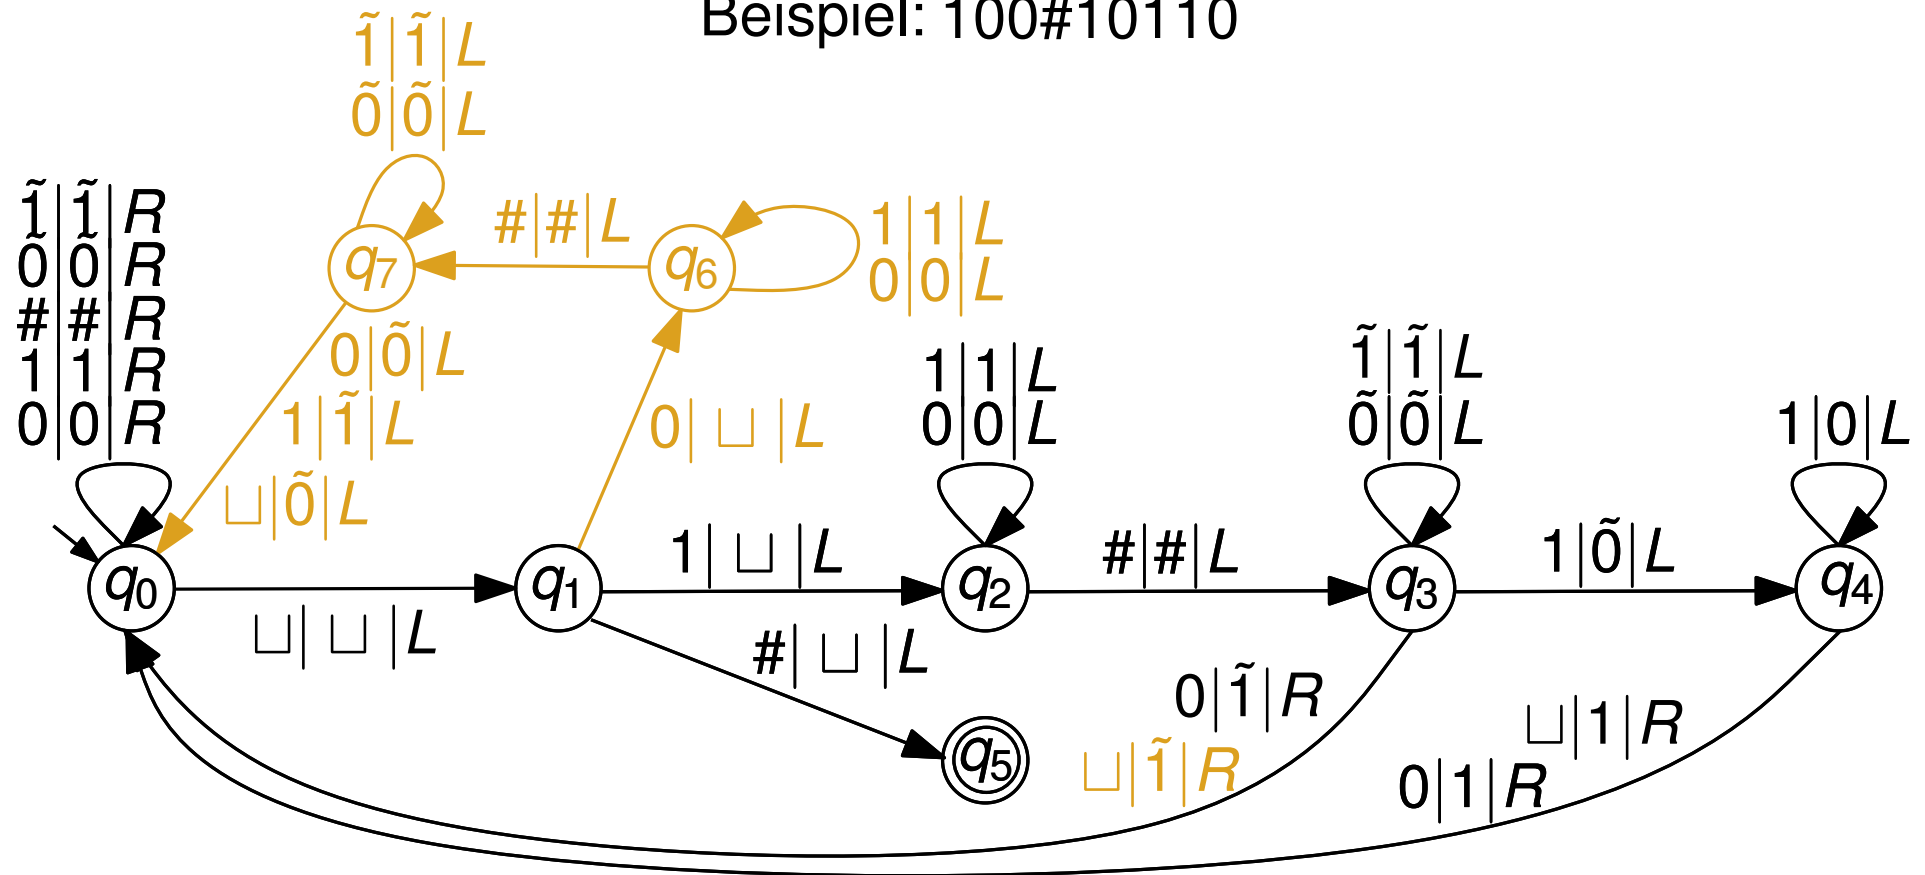 Beispiel: 100#10110
1̃|1̃|L
0̃|0̃|L
1̃|1̃|R
0̃|0̃|R
#|#|R
1|1|R
0|0|R
#|#|L
1|1|L
0|0|L
q7
q6
0|0̃|L
1|1̃|L
⊔|0̃|L
0|⊔|L
1|1|L
0|0|L
1̃|1̃|L
0̃|0̃|L
1|0|L
q0
⊔|⊔|L
q1
1|⊔|L
q2
#|#|L
q3
1|0̃|L
q4
#|⊔|L
q5
0|1̃|R
⊔|1̃|R
⊔|1|R
0|1|R